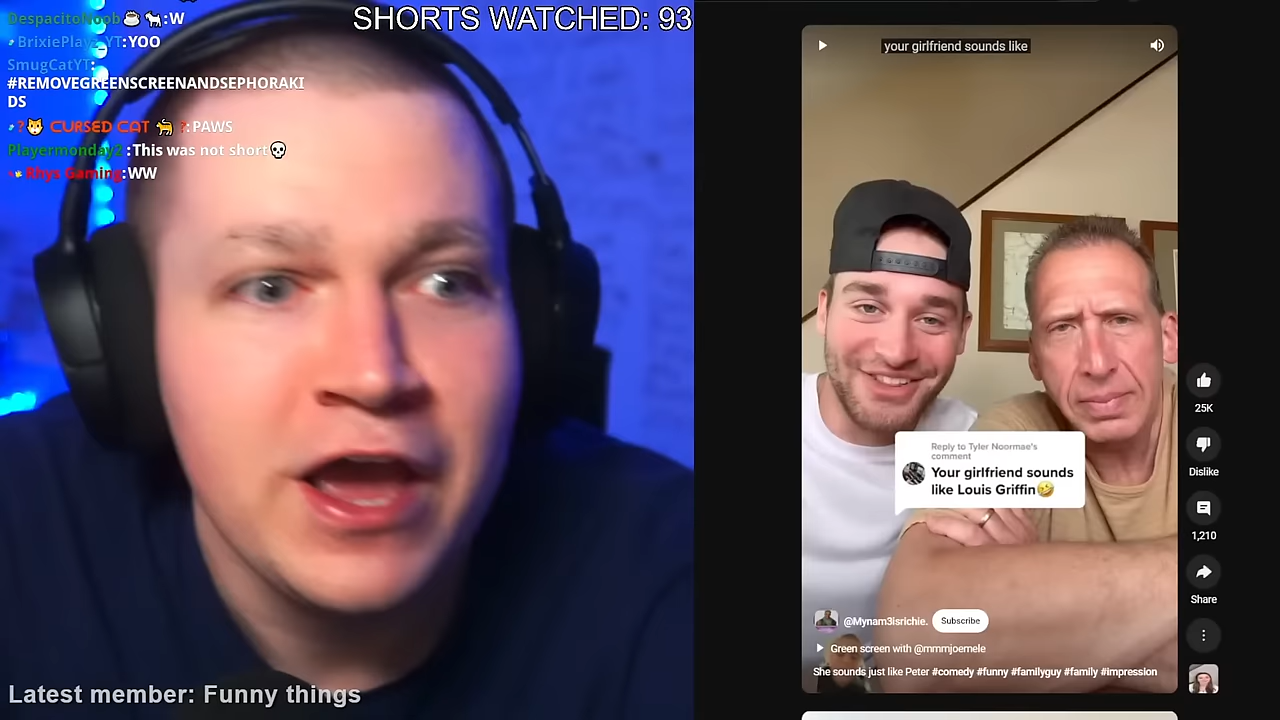 SHORTS WATCHED: 93
DespacitoNoob☕🐄:W
BrixiePlayz_YT:YOO
SmugCatYT:
#REMOVEGREENSCREENANDSEPHORAKI
DS
?🐱 CURSED CAT 🐈 ?:PAWS
Playermonday2 :This was not short💀
Rhys Gaming:WW
Latest member: Funny things
your girlfriend sounds like
Reply to Tyler Noormae's
comment
Your girlfriend sounds
like Louis Griffin🤣
@Mynam3Isrichie.
Subscribe
Green screen with @mmmjoemele
She sounds just like Peter #comedy #funny #familyguy #family #impression
25K
Dislike
1,210
Share